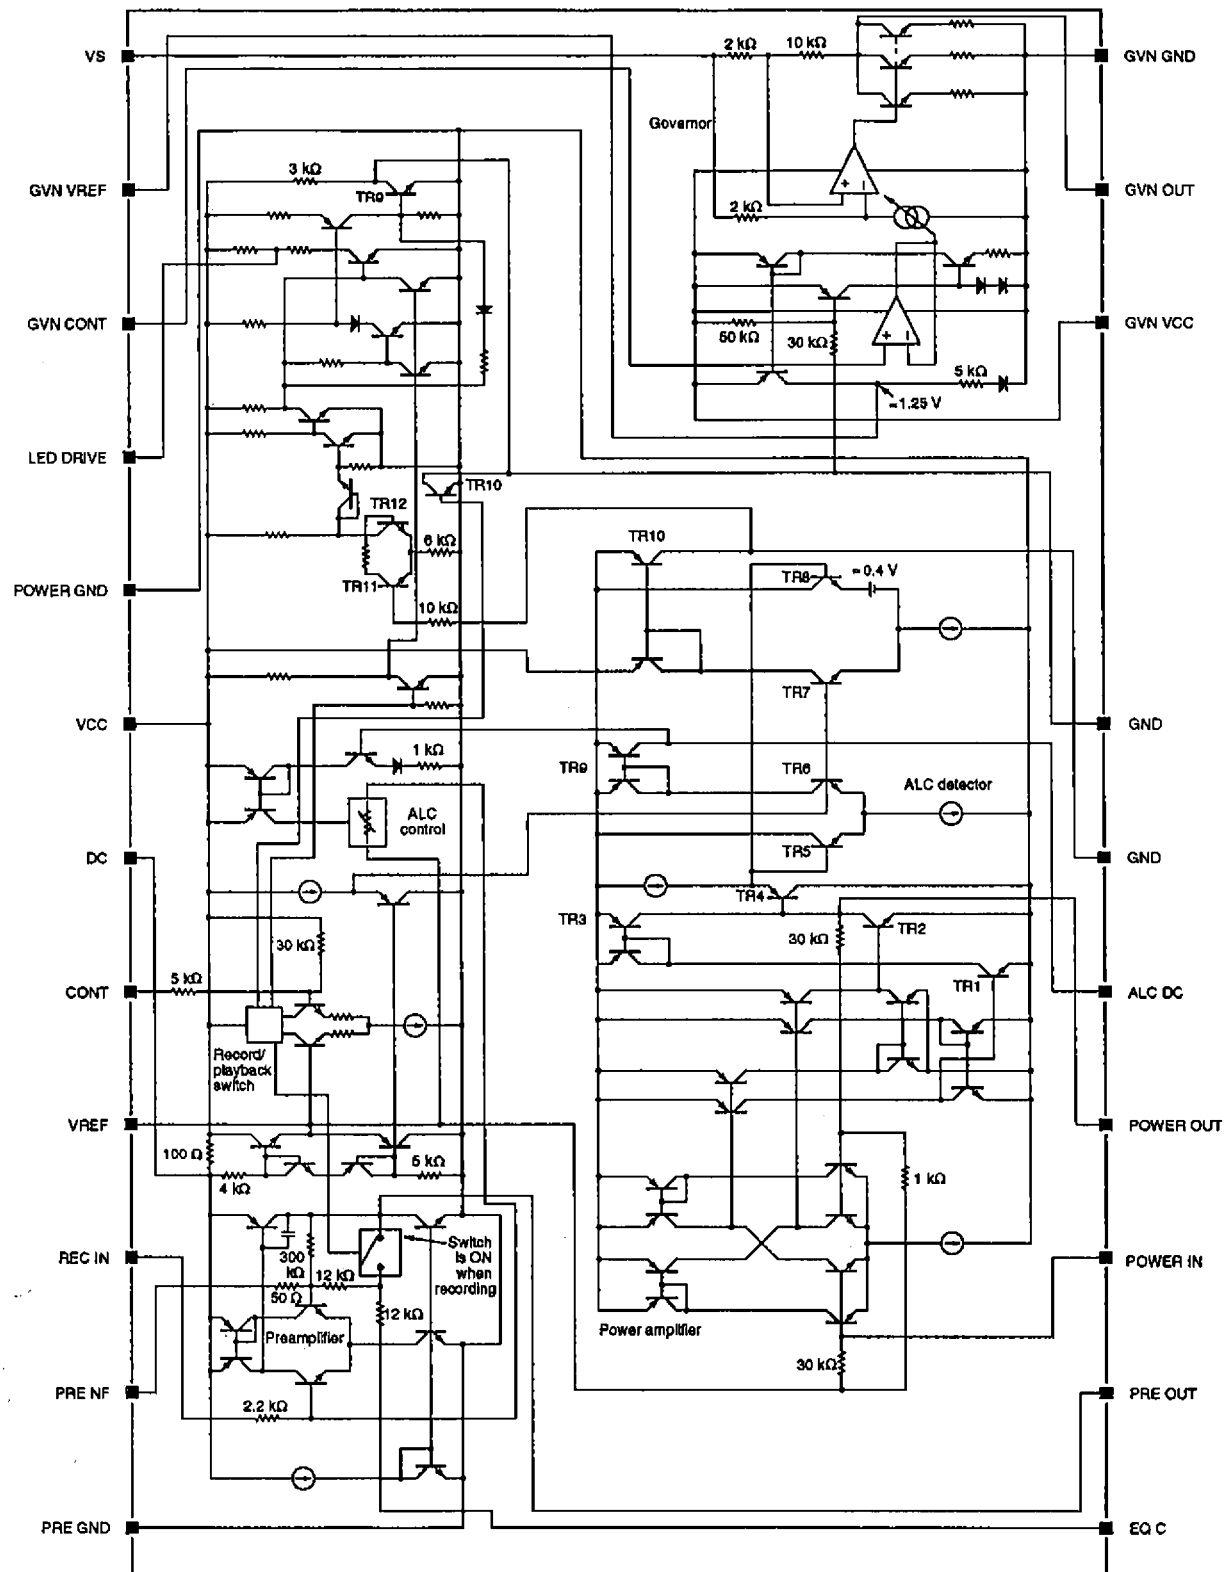 VS
2 kΩ
10 kΩ
GVN GND
Governor
3 kΩ
TR9
GVN VREF
GVN OUT
+
2 kΩ
GVN CONT
50 kΩ
30 kΩ
+
GVN VCC
5 kΩ
=1.25 V
LED DRIVE
TR10
TR12
6 kΩ
TR10
TR8
=0.4 V
TR11
POWER GND
10 kΩ
TR7
VCC
GND
1 kΩ
TR9
TR6
ALC detector
ALC control
TR5
DC
GND
TR4
TR3
30 kΩ
TR2
30 kΩ
5 kΩ
TR1
CONT
ALC DC
Record/
playback
switch
VREF
POWER OUT
100 Ω
4 kΩ
5 kΩ
1 kΩ
REC IN
300
kΩ
12 kΩ
Switch
is ON
when
recording
POWER IN
50 Ω
12 kΩ
Preamplifier
Power amplifier
30 kΩ
PRE NF
2.2 kΩ
PRE OUT
PRE GND
EQ C